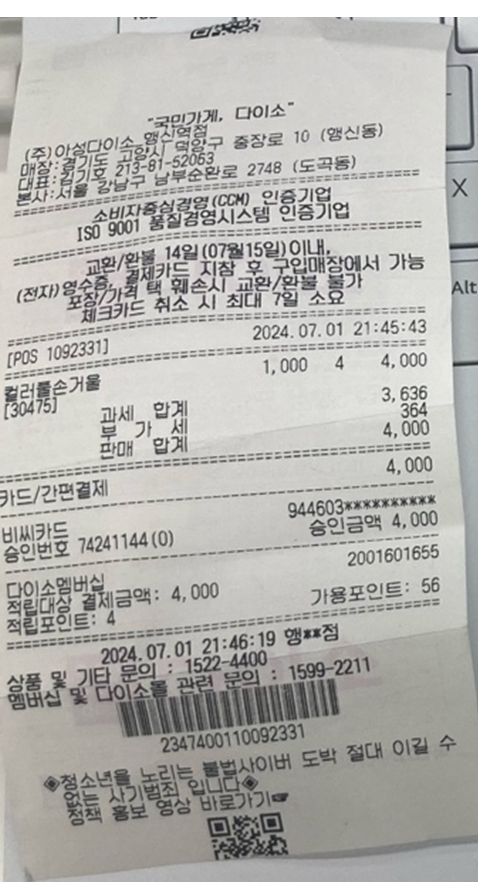 "국민가게, 다이소"
(주)아성다이소 행신역점
매장:경기도 고양시 덕양구 중장로 10 (행신동)
대표:김기호 213-81-52063
본사:서울 강남구 남부순환로 2748 (도곡동)
소비자중심경영(CCM) 인증기업
ISO 9001 품질경영시스템 인증기업
교환/환불 14일(07월15일)이내,
(전자)영수증, 결제카드 지참 후 구입매장에서 가능
포장/가격 택 훼손시 교환/환불 불가
체크카드 취소 시 최대 7일 소요
[POS 1092331] 2024.07.01 21:45:43
컬러풀손거울 1,000 4 4,000
[30475]
과세 합계 3,636
부 가 세 364
판매 합계 4,000
카드/간편결제 4,000
비씨카드 944603**********
승인번호 74241144(0) 승인금액 4,000
다이소멤버십 2001601655
적립대상 결제금액: 4,000
적립포인트: 4 가용포인트: 56
2024.07.01 21:46:19 행**점
상품 및 기타 문의 : 1522-4400
멤버십 및 다이소몰 관련 문의 : 1599-2211
2347400110092331
◈청소년을 노리는 불법사이버 도박 절대 이길 수
없는 사기범죄 입니다◈
정책 홍보 영상 바로가기☞
X
Alt